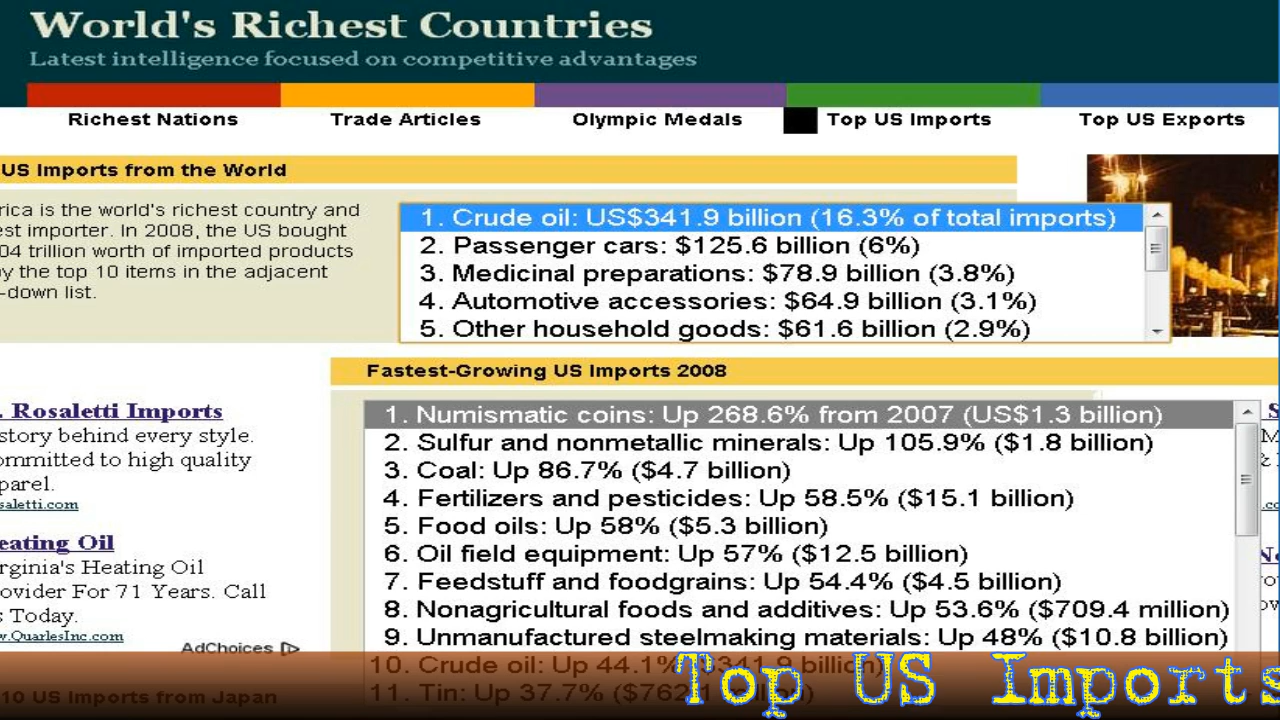 World's Richest Countries
Latest intelligence focused on competitive advantages
Richest Nations
Trade Articles
Olympic Medals
Top US Imports
Top US Exports
US Imports from the World
rica is the world's richest country and
est importer. In 2008, the US bought
04 trillion worth of imported products
y the top 10 items in the adjacent
-down list.
1. Crude oil: US$341.9 billion (16.3% of total imports)
2. Passenger cars: $125.6 billion (6%)
3. Medicinal preparations: $78.9 billion (3.8%)
4. Automotive accessories: $64.9 billion (3.1%)
5. Other household goods: $61.6 billion (2.9%)
Fastest-Growing US Imports 2008
1. Numismatic coins: Up 268.6% from 2007 (US$1.3 billion)
2. Sulfur and nonmetallic minerals: Up 105.9% ($1.8 billion)
3. Coal: Up 86.7% ($4.7 billion)
4. Fertilizers and pesticides: Up 58.5% ($15.1 billion)
5. Food oils: Up 58% ($5.3 billion)
6. Oil field equipment: Up 57% ($12.5 billion)
7. Feedstuff and foodgrains: Up 54.4% ($4.5 billion)
8. Nonagricultural foods and additives: Up 53.6% ($709.4 million)
9. Unmanufactured steelmaking materials: Up 48% ($10.8 billion)
10. Crude oil: Up 44.1% ($341.9 billion)
11. Tin: Up 37.7% ($762.1 million)
. Rosaletti Imports
story behind every style.
ommitted to high quality
parel.
saletti.com
eating Oil
rginia's Heating Oil
ovider For 71 Years. Call
s Today.
w.QuarlesInc.com
AdChoices
10 US Imports from Japan
Top US Imports